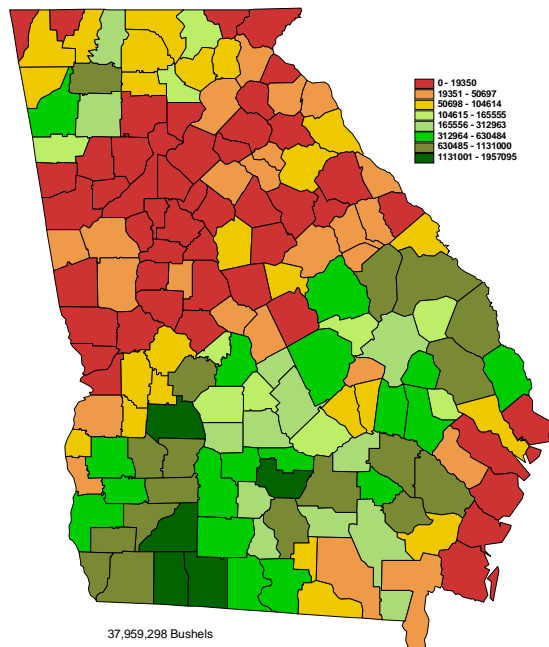 0 - 19350
19351 - 50697
50698 - 104614
104615 - 165555
165556 - 312963
312964 - 630484
630485 - 1131000
1131001 - 1957095
37,959,298 Bushels